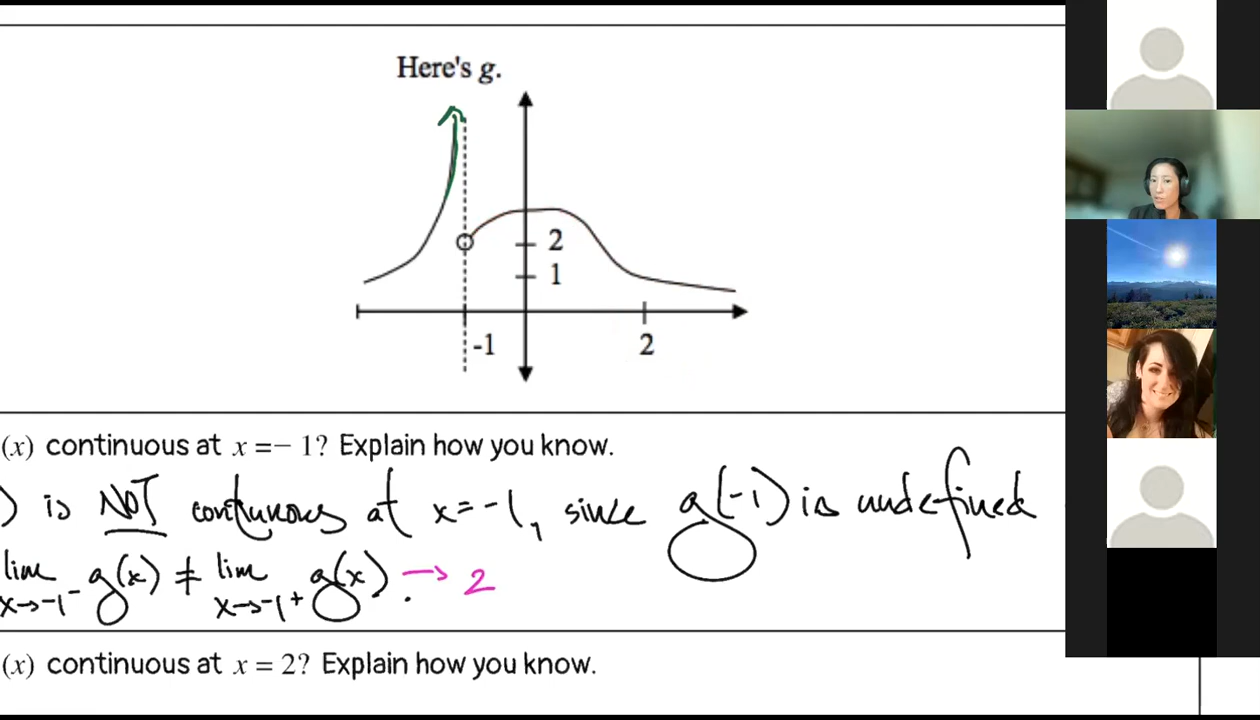 Here's g.
2
1
-1
2
(x) continuous at x = − 1? Explain how you know.
) is NOT continuous at x = -1, since g(-1) is undefined
lim x→-1⁻ g(x) ≠ lim x→-1⁺ g(x). → 2
(x) continuous at x = 2? Explain how you know.